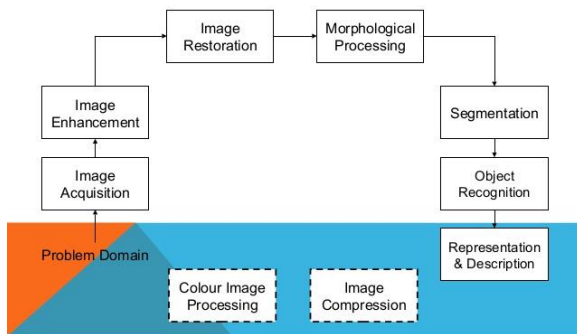 Image
Restoration
Morphological
Processing
Image
Enhancement
Segmentation
Image
Acquisition
Object
Recognition
Problem Domain
Representation
& Description
Colour Image
Processing
Image
Compression